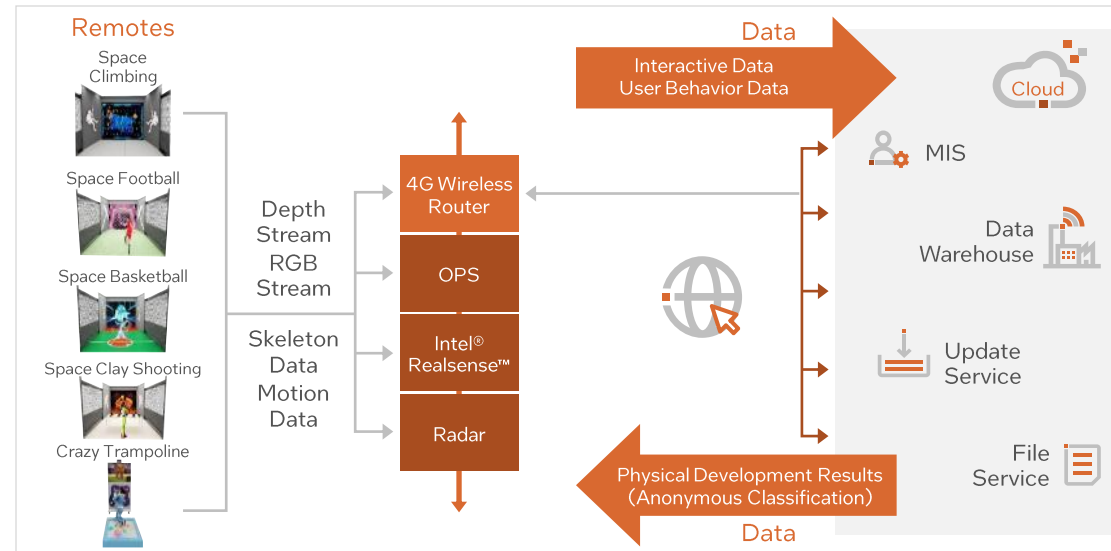 Remotes
Space
Climbing
Space Football
Space Basketball
Space Clay Shooting
Crazy Trampoline
Depth
Stream
RGB
Stream
Skeleton
Data
Motion
Data
4G Wireless
Router
OPS
Intel®
Realsense™
Radar
Data
Interactive Data
User Behavior Data
Cloud
MIS
Data
Warehouse
Update
Service
File
Service
Physical Development Results
(Anonymous Classification)
Data